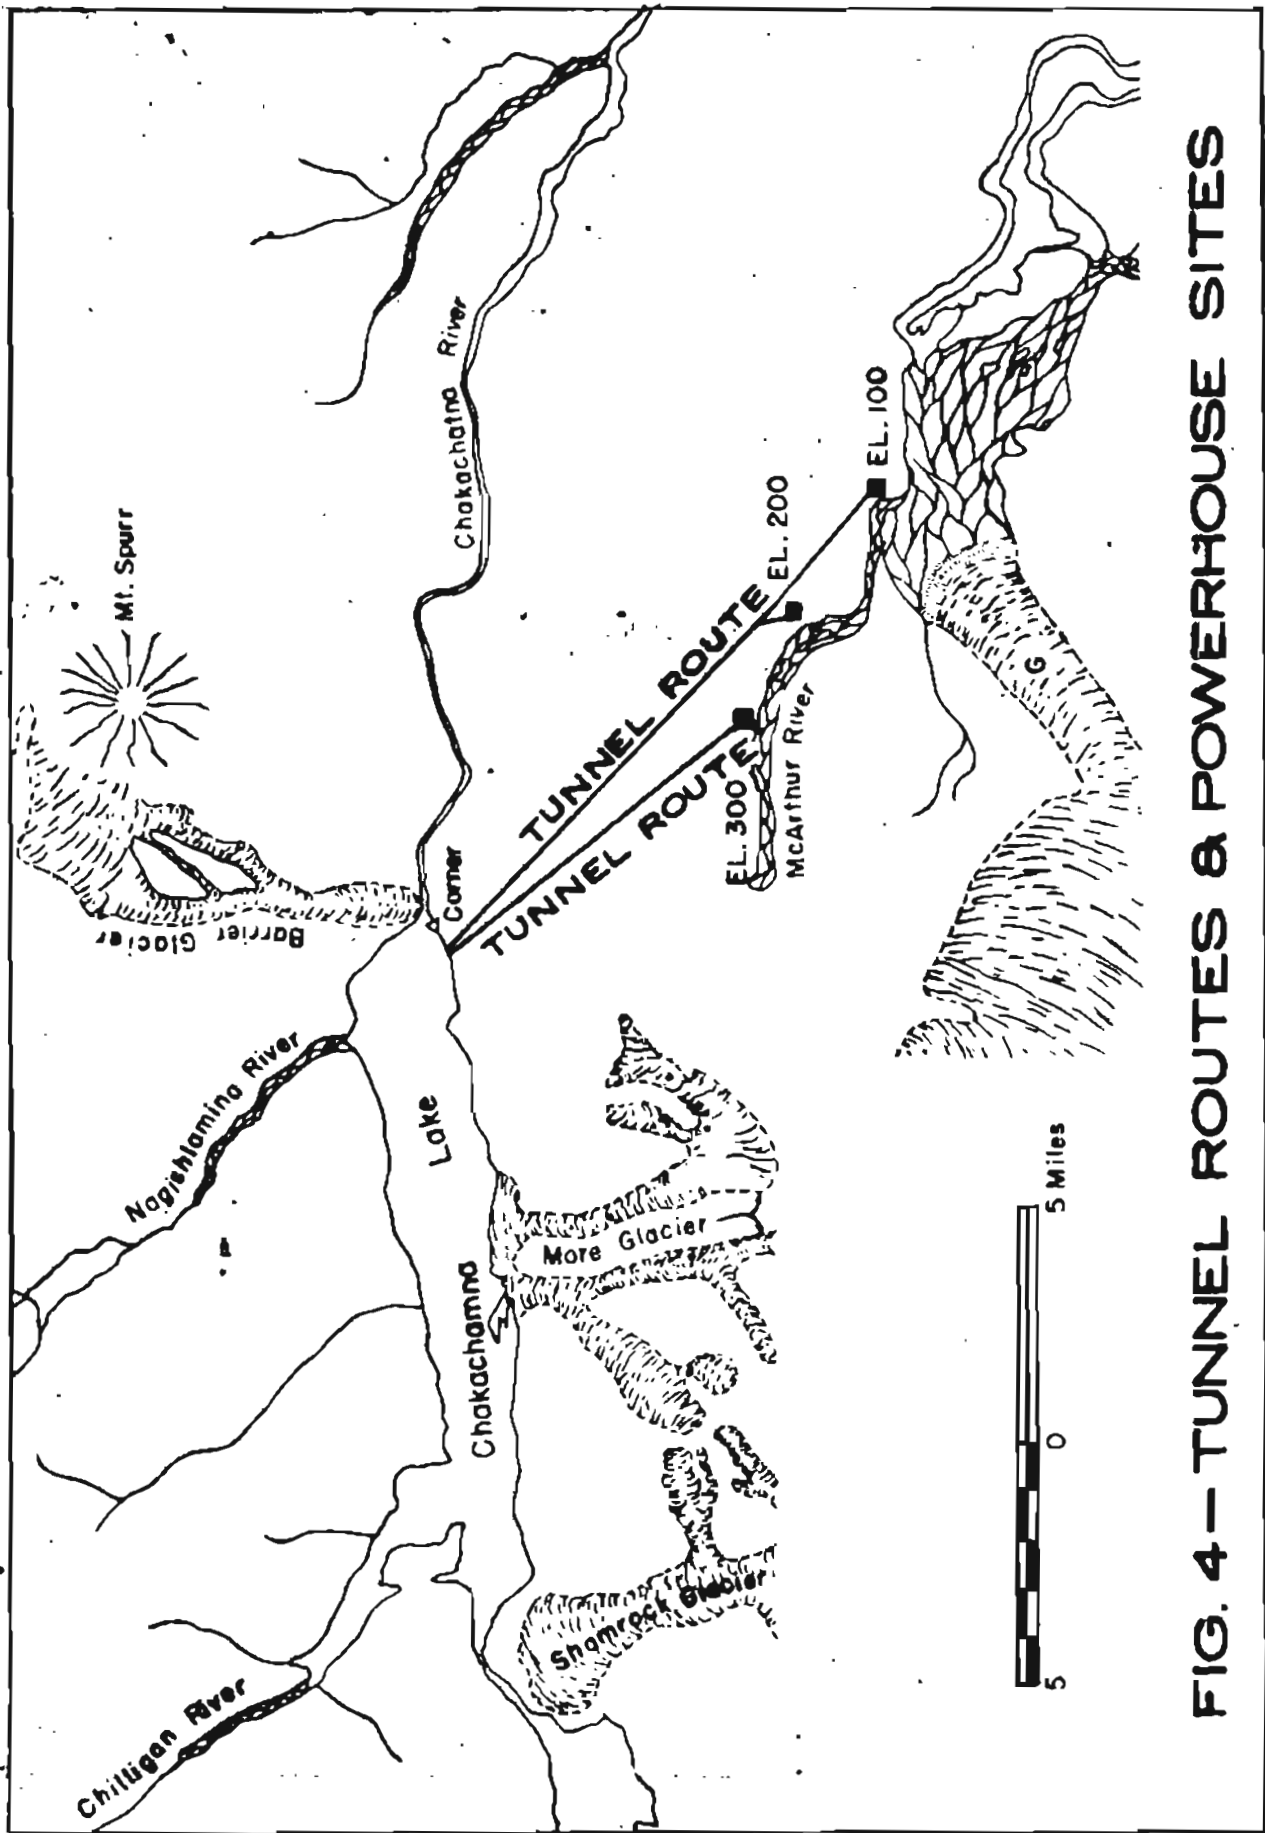 Mt. Spurr
Barrier
Glacier
Nagishlamina River
Chilligan River
Chakachatna River
Corner
Lake
Chakachamna
TUNNEL ROUTE
TUNNEL ROUTE
EL. 100
EL. 200
EL. 300
McArthur River
More Glacier
Shamrock Glacier
G
5 0 5 Miles
FIG. 4 — TUNNEL ROUTES & POWERHOUSE SITES